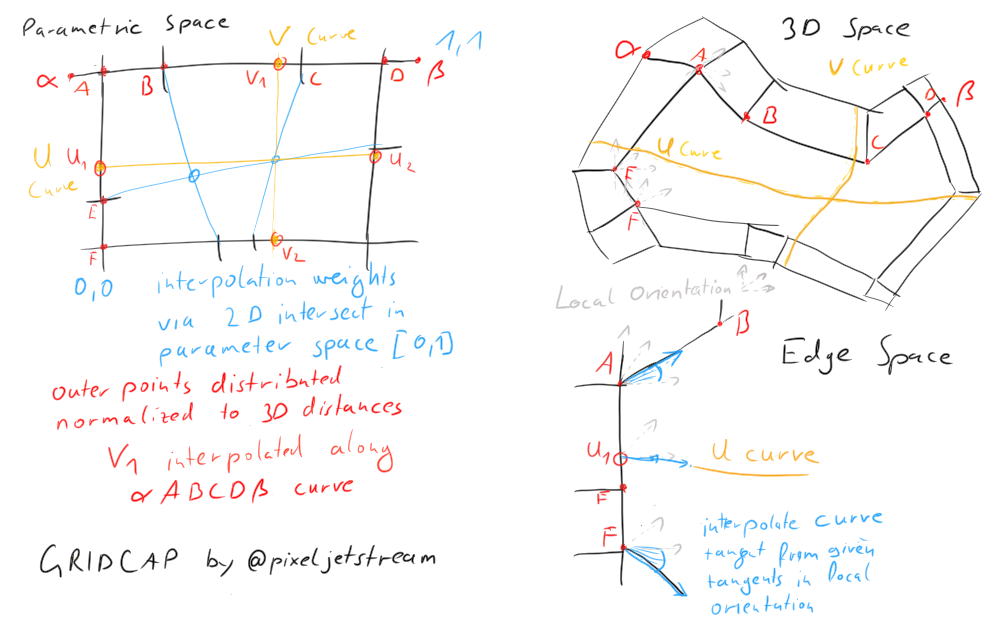 Parametric Space
V Curve
1,1
α
A
B
V1
C
D
β
U
Curve
U1
U2
E
F
V2
0,0
interpolation weights
via 2D intersect in
parameter space [0,1]
outer points distributed
normalized to 3D distances
V1 interpolated along
α A B C D β curve
GRIDCAP by @pixeljetstream
3D Space
V Curve
α
A
B
D
β
C
U Curve
E
F
Local Orientation
Edge Space
B
A
U1
U curve
E
F
interpolate curve
tangat from given
tangents in local
orientation